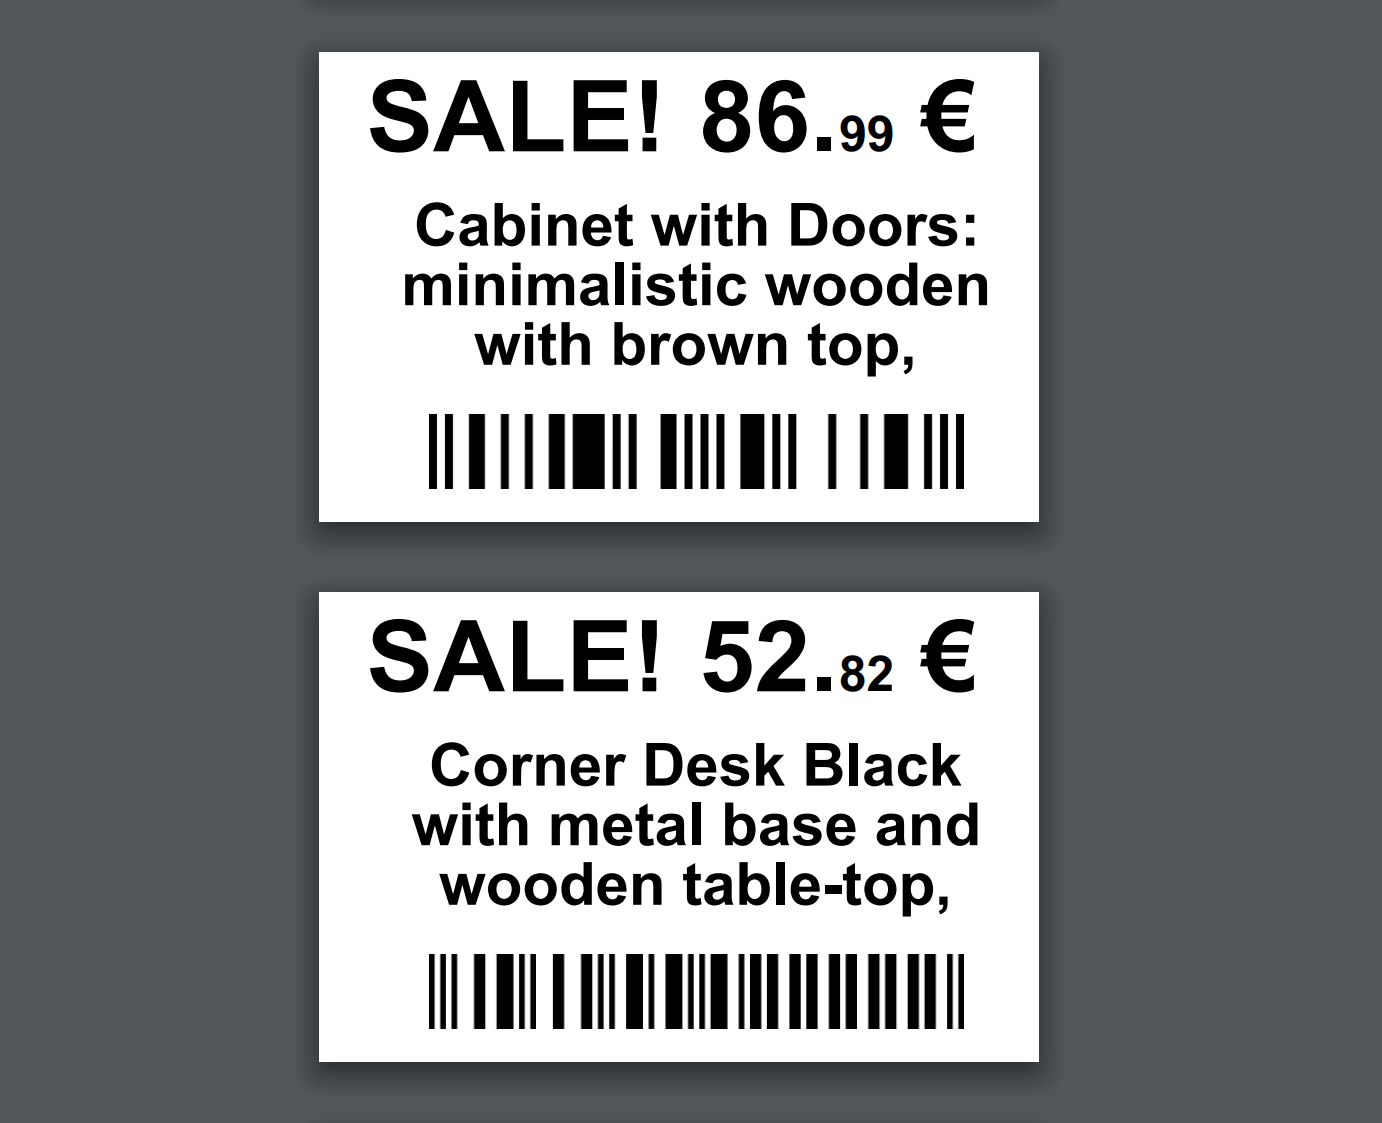 SALE! 86.99 €
Cabinet with Doors:
minimalistic wooden
with brown top,
SALE! 52.82 €
Corner Desk Black
with metal base and
wooden table-top,